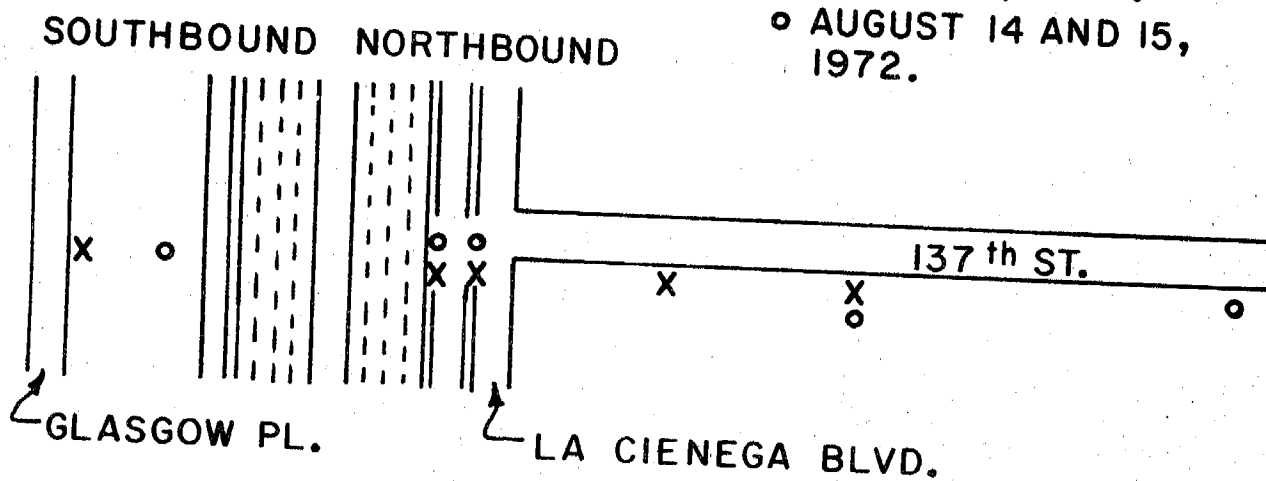 o AUGUST 14 AND 15,
1972.
SOUTHBOUND NORTHBOUND
137th ST.
GLASGOW PL.
LA CIENEGA BLVD.